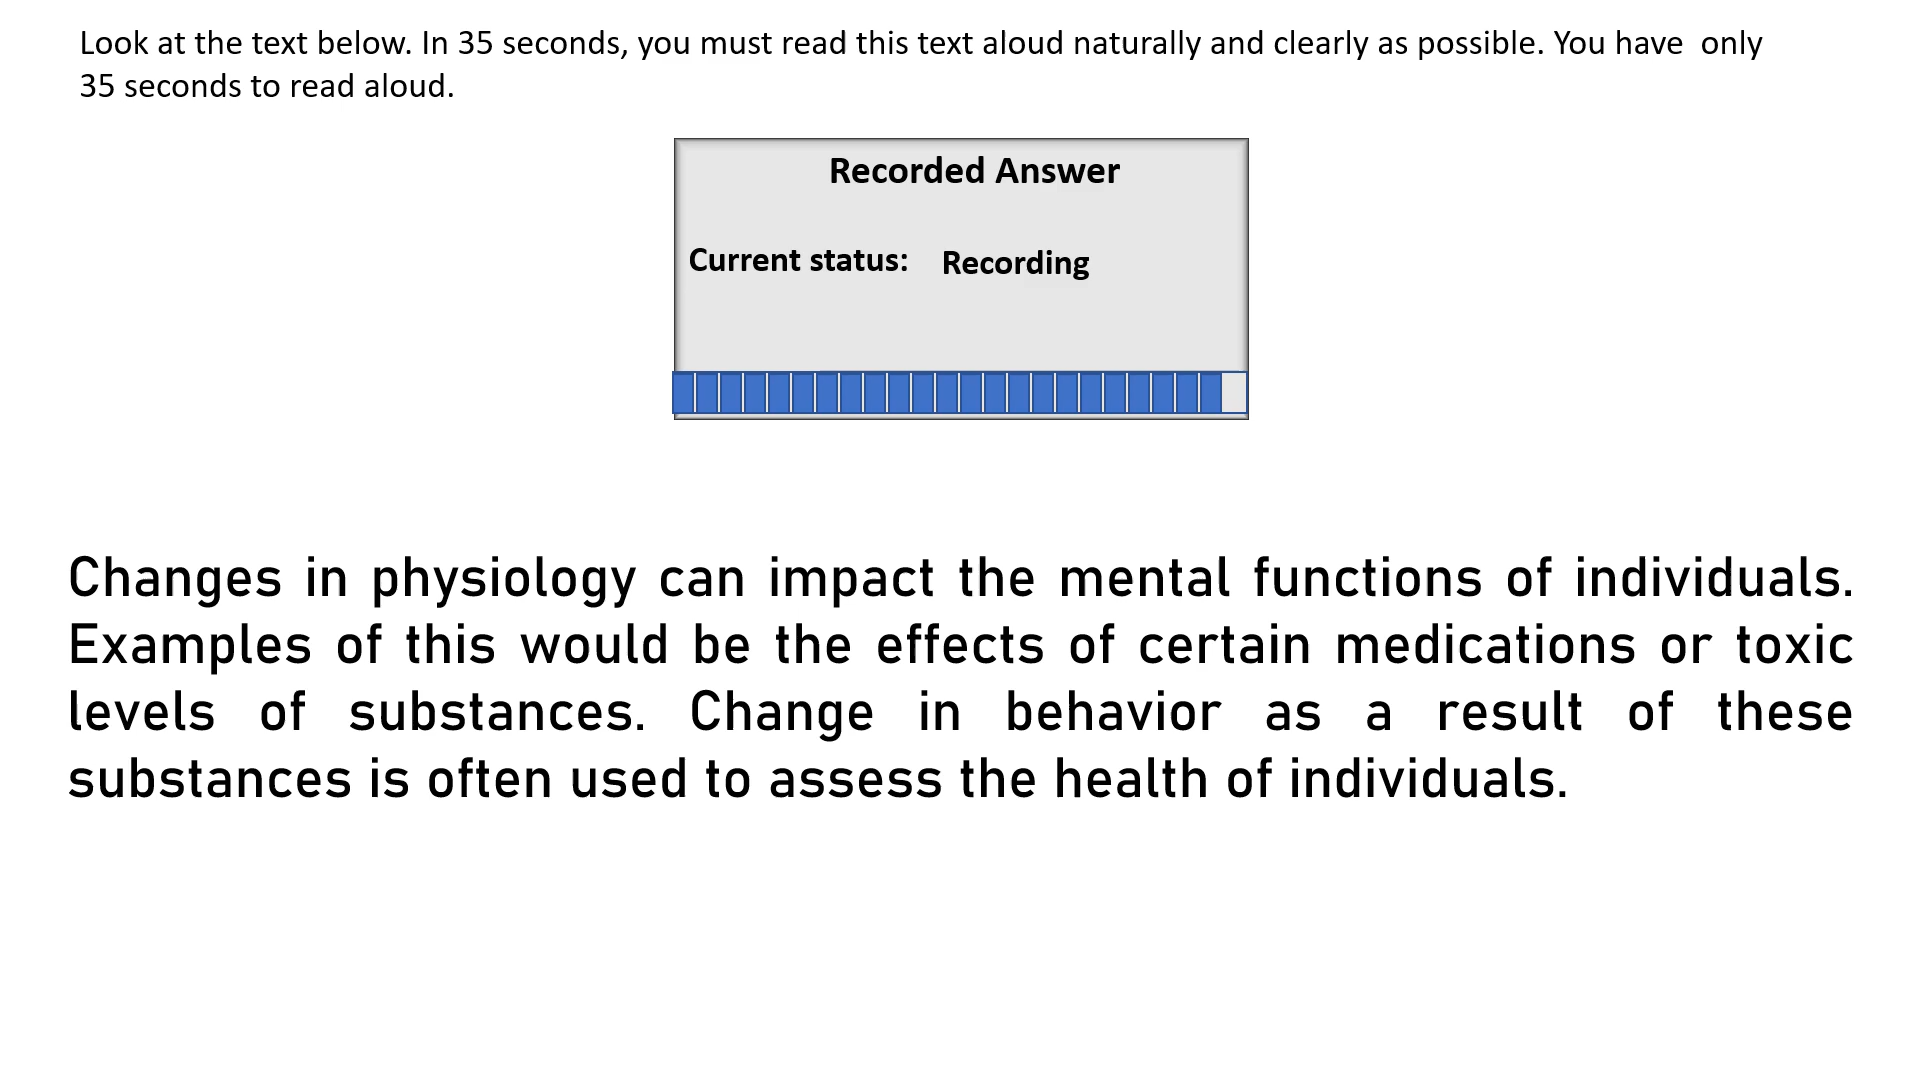 Look at the text below. In 35 seconds, you must read this text aloud naturally and clearly as possible. You have  only
35 seconds to read aloud.
Recorded Answer
Current status: Recording
Changes in physiology can impact the mental functions of individuals.
Examples of this would be the effects of certain medications or toxic
levels of substances. Change in behavior as a result of these
substances is often used to assess the health of individuals.